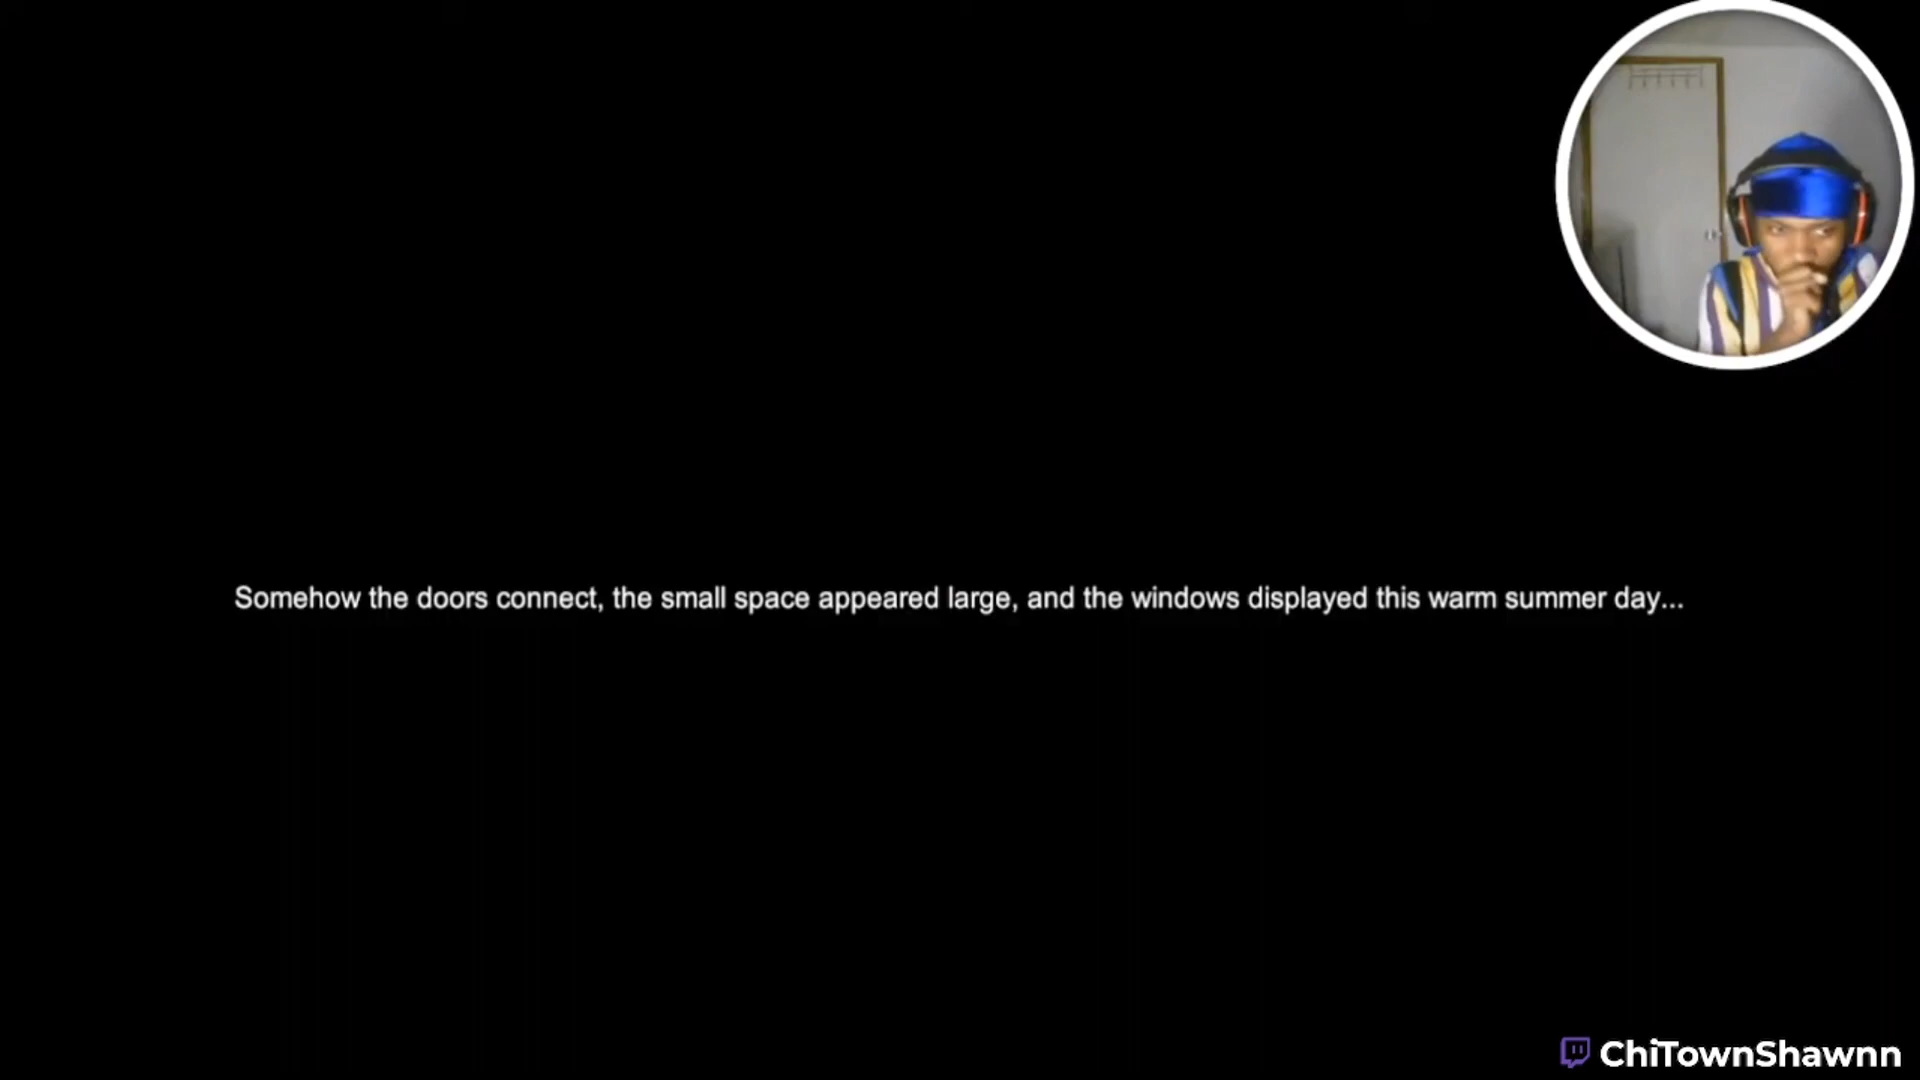 Somehow the doors connect, the small space appeared large, and the windows displayed this warm summer day...
ChiTownShawnn